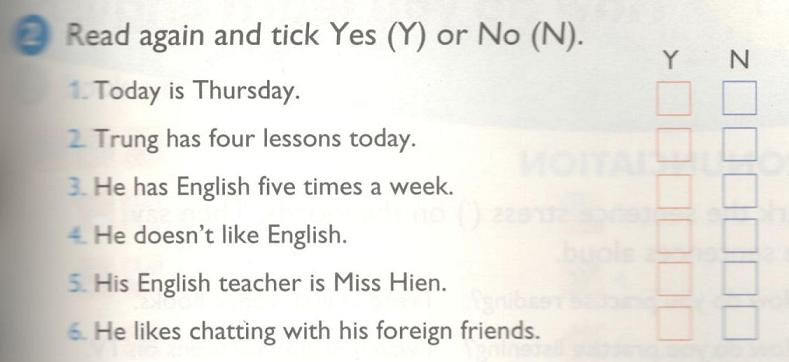 2 Read again and tick Yes (Y) or No (N).
Y N
1. Today is Thursday.
2. Trung has four lessons today.
3. He has English five times a week.
4. He doesn't like English.
5. His English teacher is Miss Hien.
6. He likes chatting with his foreign friends.